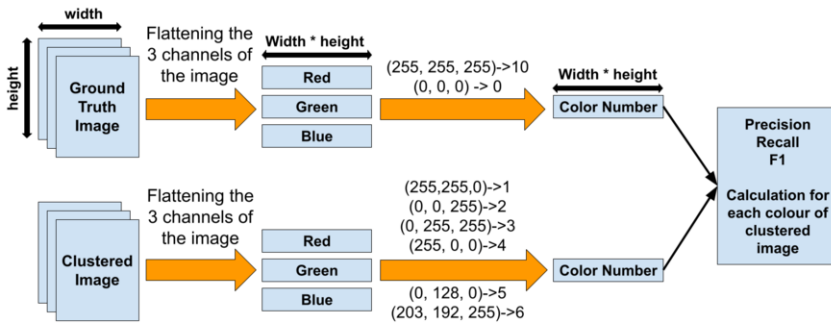 width
height
Ground
Truth
Image
Flattening the
3 channels of
the image
Width * height
Red
Green
Blue
(255, 255, 255)->10
(0, 0, 0) -> 0
Width * height
Color Number
Precision
Recall
F1
Calculation for
each colour of
clustered
image
Clustered
Image
Flattening the
3 channels of
the image
Red
Green
Blue
(255,255,0)->1
(0, 0, 255)->2
(0, 255, 255)->3
(255, 0, 0)->4
(0, 128, 0)->5
(203, 192, 255)->6
Color Number